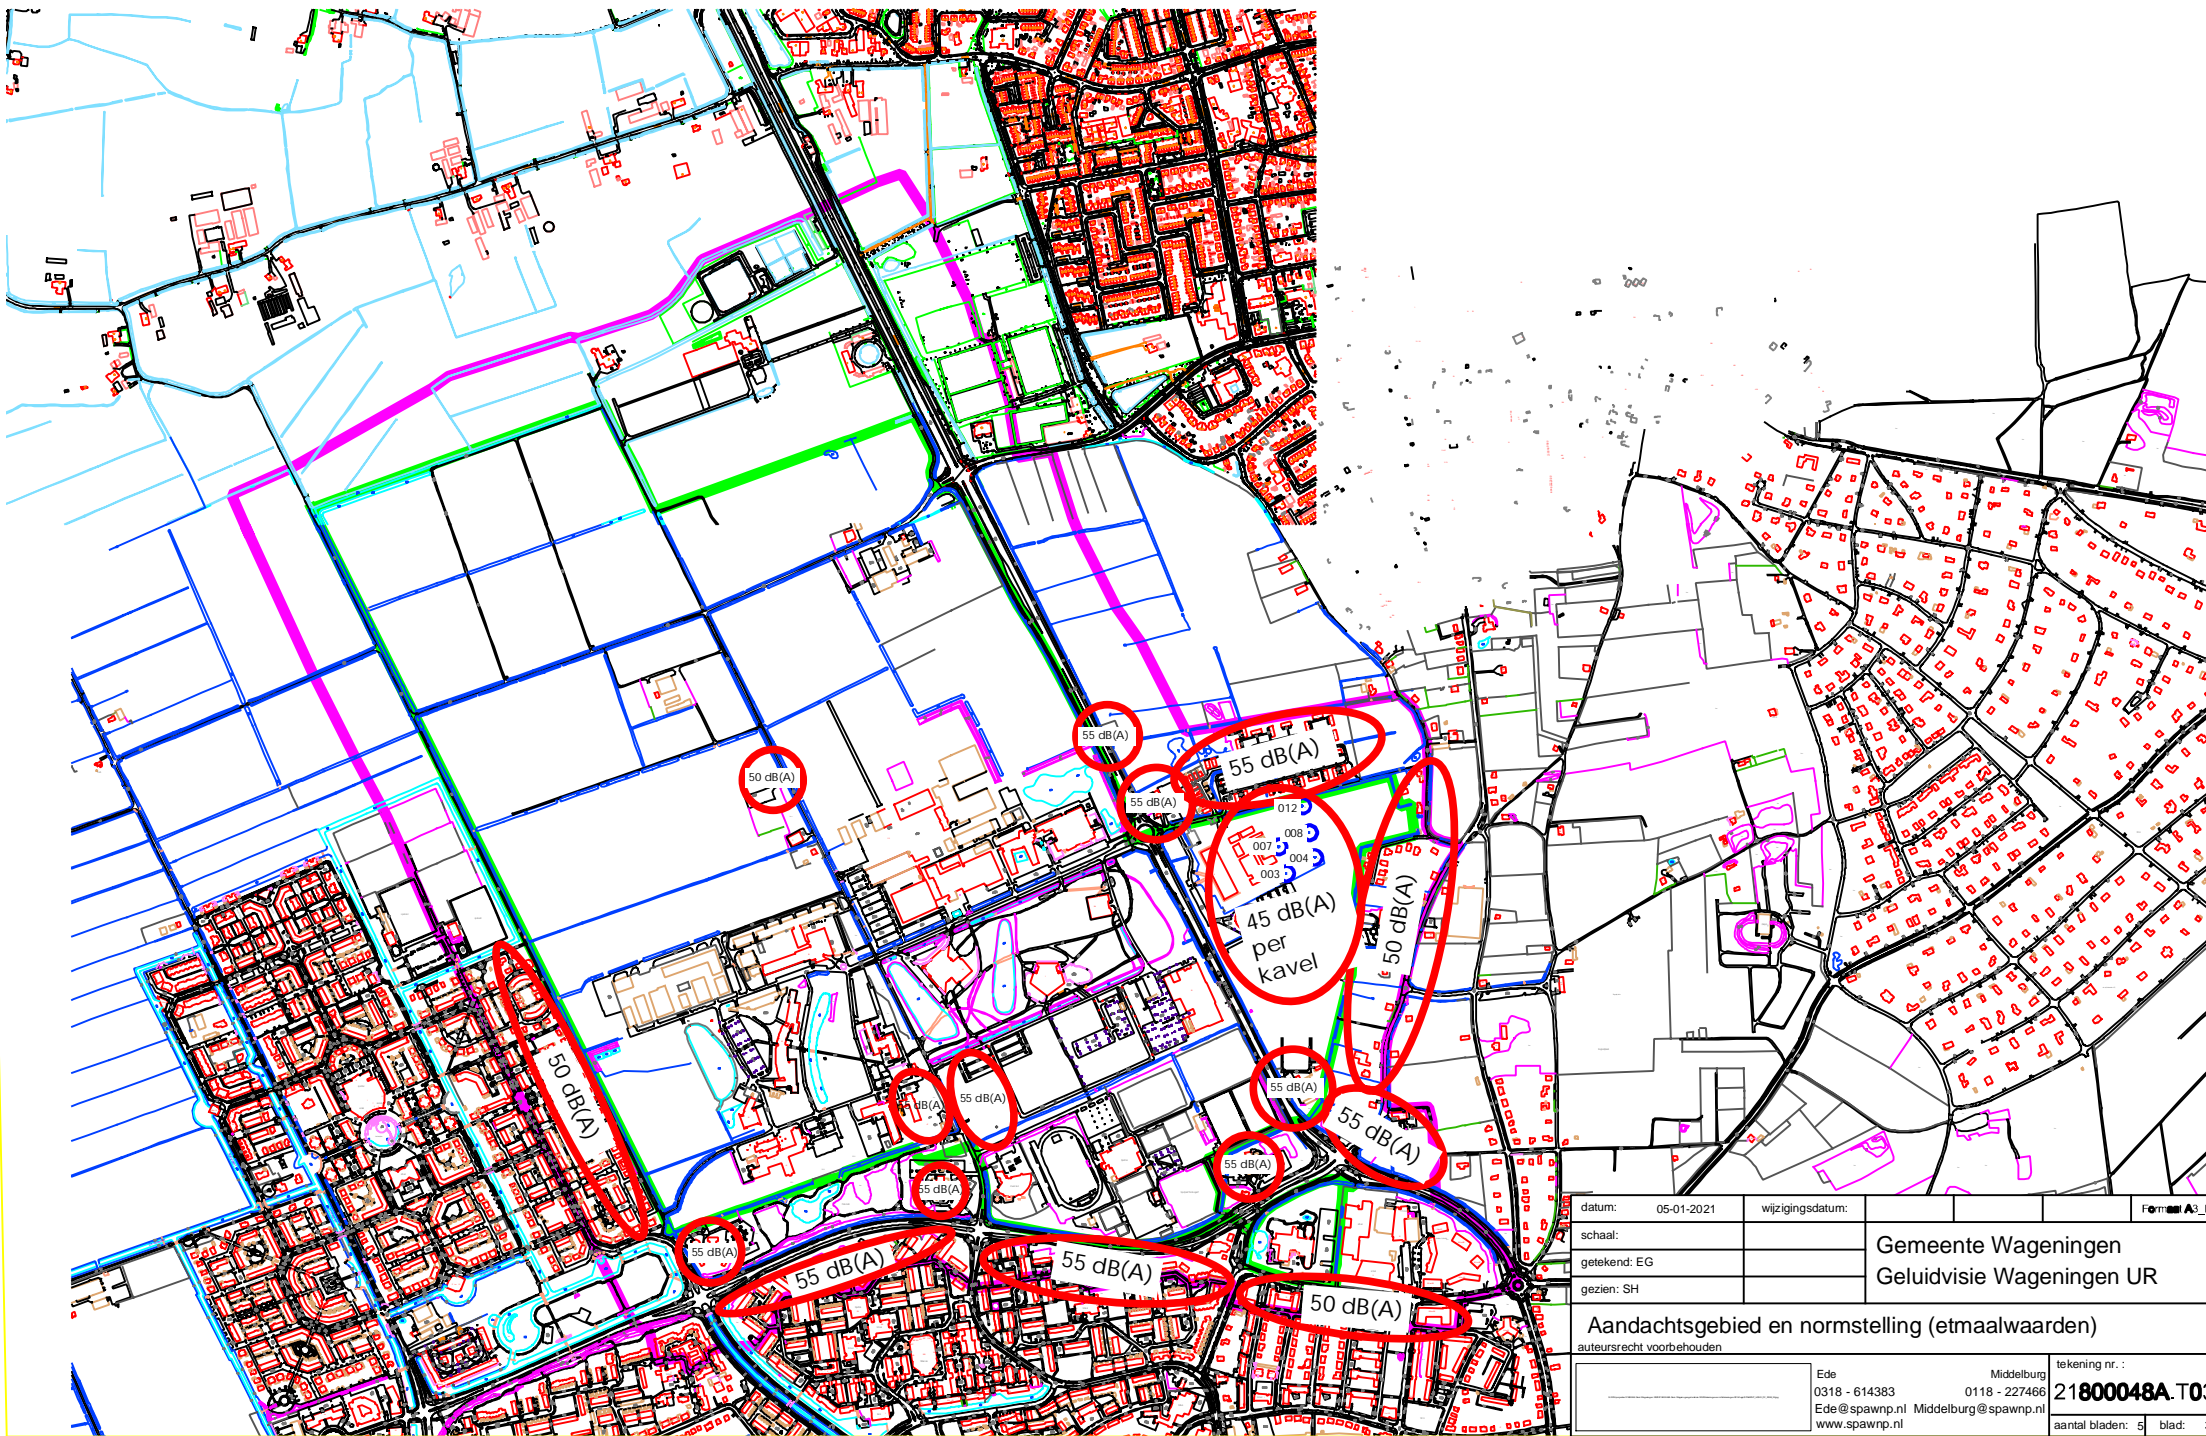 55 dB(A)
50 dB(A)
55 dB(A)
55 dB(A)
012
008
007
004
003
45 dB(A)
per
kavel
50 dB(A)
50 dB(A)
55 dB(A)
55 dB(A)
55 dB(A)
55 dB(A)
55 dB(A)
55 dB(A)
55 dB(A)
55 dB(A)
55 dB(A)
50 dB(A)
datum: 05-01-2021 wijzigingsdatum:
schaal:
getekend: EG
gezien: SH
Gemeente Wageningen
Geluidvisie Wageningen UR
Aandachtsgebied en normstelling (etmaalwaarden)
auteursrecht voorbehouden
Ede Middelburg
0318 - 614383 0118 - 227466
Ede@spawnp.nl Middelburg@spawnp.nl
www.spawnp.nl
tekening nr. :
21800048A.T03
aantal bladen: 5 blad: